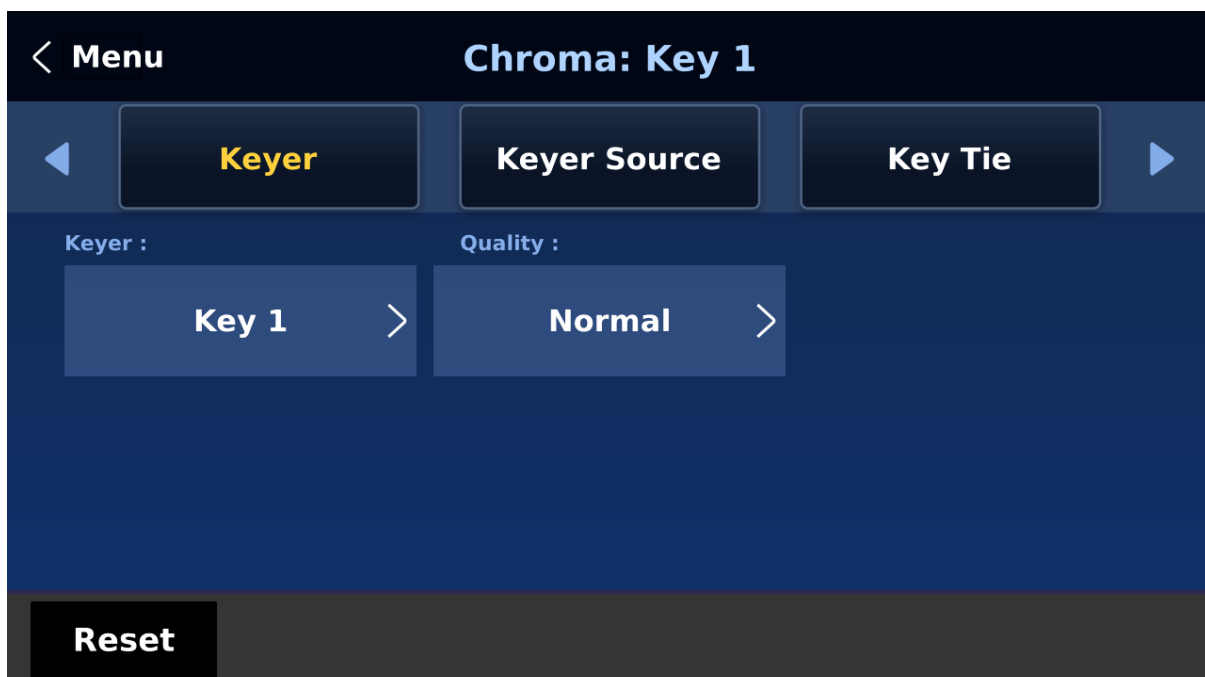 Menu
Chroma: Key 1
Keyer
Keyer Source
Key Tie
Keyer :
Quality :
Key 1
Normal
Reset